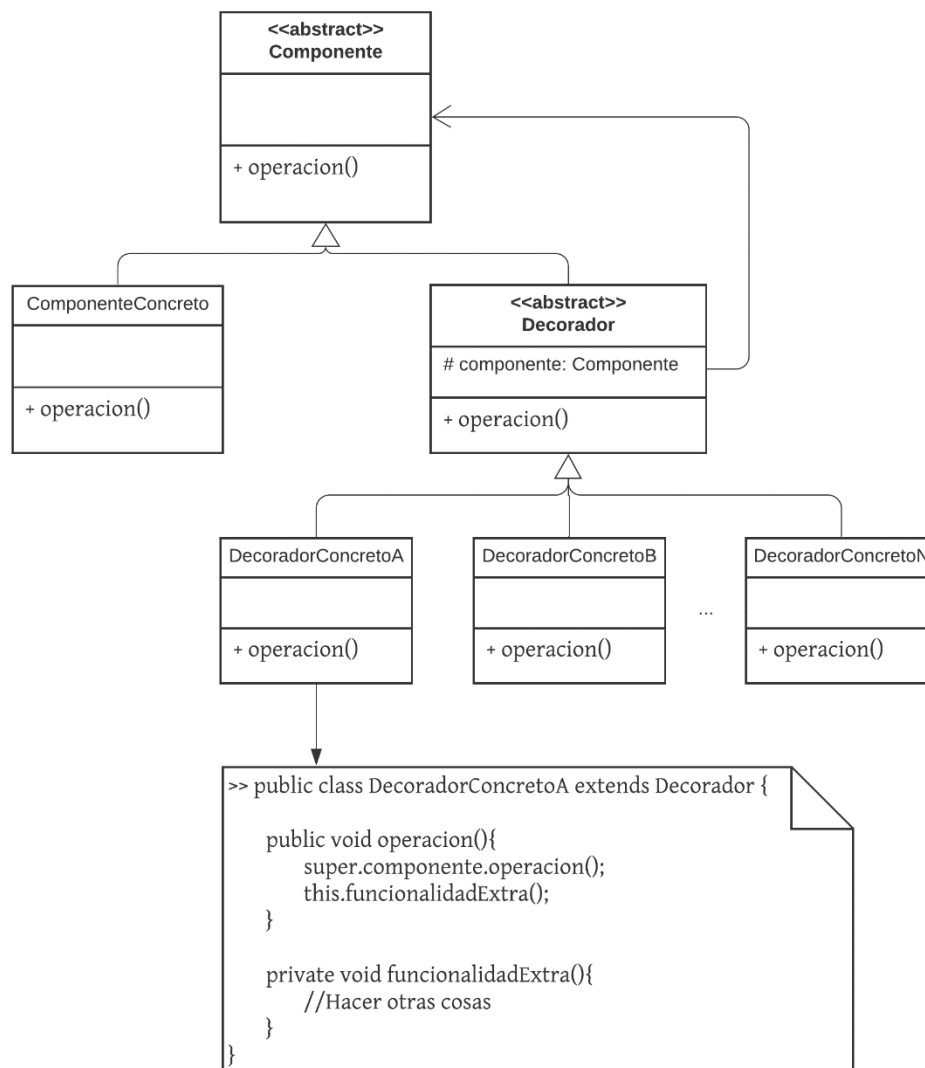 <<abstract>>
Componente
+ operacion()
ComponenteConcreto
+ operacion()
<<abstract>>
Decorador
# componente: Componente
+ operacion()
DecoradorConcretoA
+ operacion()
DecoradorConcretoB
+ operacion()
...
DecoradorConcretoN
+ operacion()
>> public class DecoradorConcretoA extends Decorador {
public void operacion(){
super.componente.operacion();
this.funcionalidadExtra();
}
private void funcionalidadExtra(){
//Hacer otras cosas
}
}